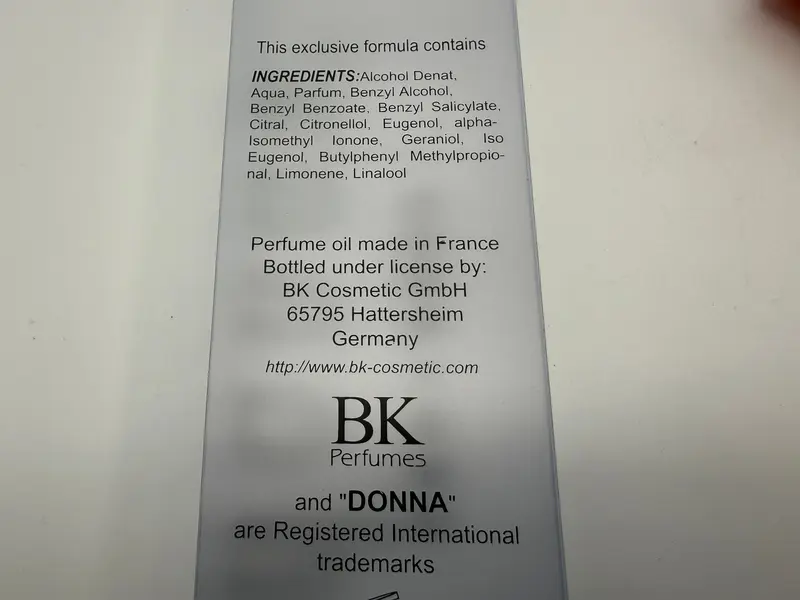 This exclusive formula contains
INGREDIENTS:Alcohol Denat,
Aqua, Parfum, Benzyl Alcohol,
Benzyl Benzoate, Benzyl Salicylate,
Citral, Citronellol, Eugenol, alpha-
Isomethyl Ionone, Geraniol, Iso
Eugenol, Butylphenyl Methylpropio-
nal, Limonene, Linalool
Perfume oil made in France
Bottled under license by:
BK Cosmetic GmbH
65795 Hattersheim
Germany
http://www.bk-cosmetic.com
BK
Perfumes
and "DONNA"
are Registered International
trademarks